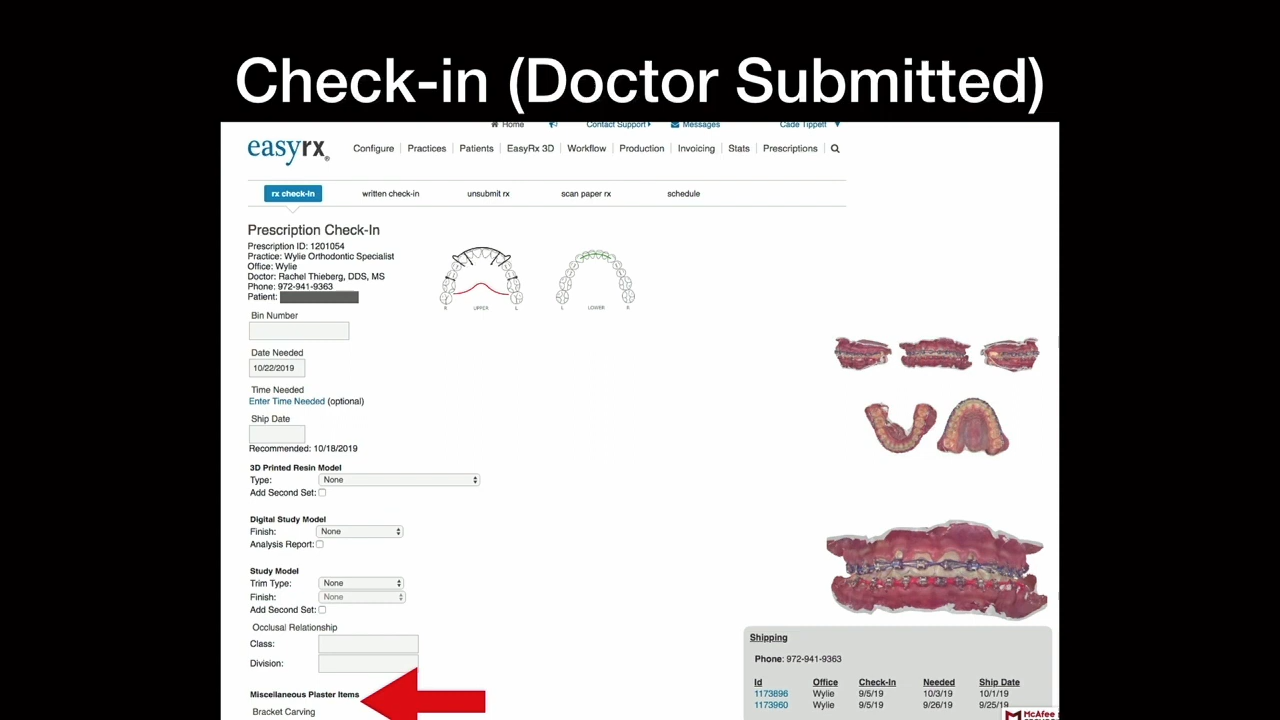 Check-in (Doctor Submitted)
Home Contact Support Messages Cade Tippett
easyrx® Configure Practices Patients EasyRx 3D Workflow Production Invoicing Stats Prescriptions
rx check-in written check-in unsubmit rx scan paper rx schedule
Prescription Check-In
Prescription ID: 1201054
Practice: Wylie Orthodontic Specialist
Office: Wylie
Doctor: Rachel Thieberg, DDS, MS
Phone: 972-941-9363
Patient:
R UPPER L L LOWER R
Bin Number
Date Needed
10/22/2019
Time Needed
Enter Time Needed (optional)
Ship Date
Recommended: 10/18/2019
3D Printed Resin Model
Type: None
Add Second Set:
Digital Study Model
Finish: None
Analysis Report:
Study Model
Trim Type: None
Finish: None
Add Second Set:
Occlusal Relationship
Class:
Division:
Miscellaneous Plaster Items
Bracket Carving
Shipping
Phone: 972-941-9363
Id Office Check-In Needed Ship Date
1173896 Wylie 9/5/19 10/3/19 10/1/19
1173960 Wylie 9/5/19 9/26/19 9/25/19
McAfee